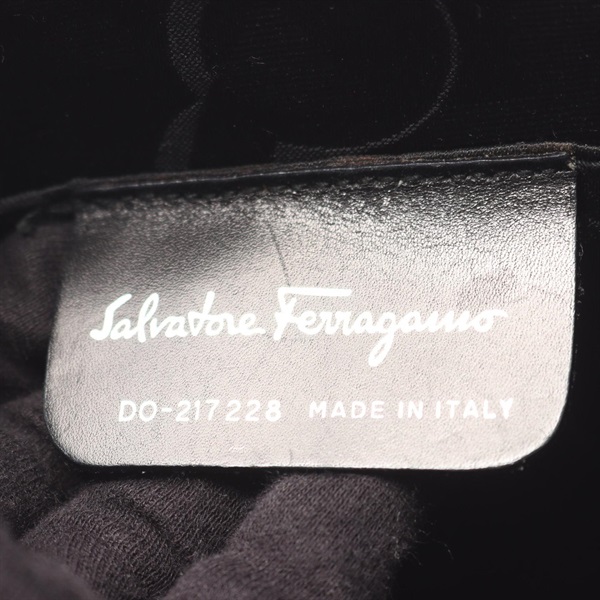 Salvatore Ferragamo
DO-217228 MADE IN ITALY